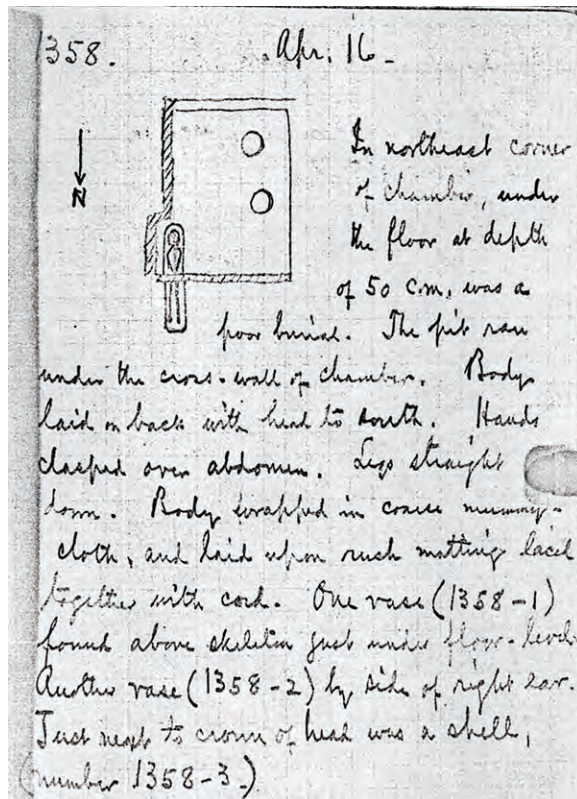 1358. Apr. 16-
N
In northeast corner
of chamber, under
the floor at depth
of 50 c.m. was a
poor burial. The pit ran
under the cross-wall of chamber. Body
laid on back with head to south. Hands
clasped over abdomen. Legs straight
down. Body wrapped in coarse mummy-
cloth, and laid upon rush matting laced
together with cord. One vase (1358-1)
found above skeleton just under floor-level.
Another vase (1358-2) by side of right ear.
Just next to crown of head was a shell,
(number 1358-3.)